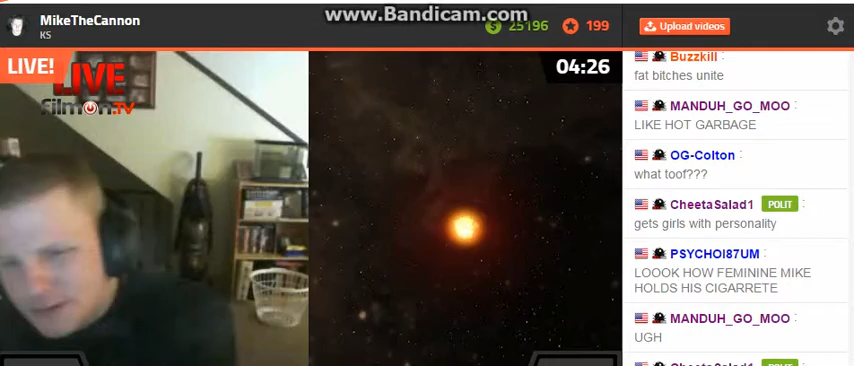 www.Bandicam.com
MikeTheCannon
KS
25196
199
Upload videos
LIVE!
LIVE
filmon.TV
04:26
Buzzkill :
fat bitches unite
MANDUH_GO_MOO :
LIKE HOT GARBAGE
OG-Colton :
what toof???
CheetaSalad1 POLIT :
gets girls with personality
PSYCHOI87UM :
LOOOK HOW FEMININE MIKE
HOLDS HIS CIGARRETE
MANDUH_GO_MOO :
UGH
CheetaSalad1